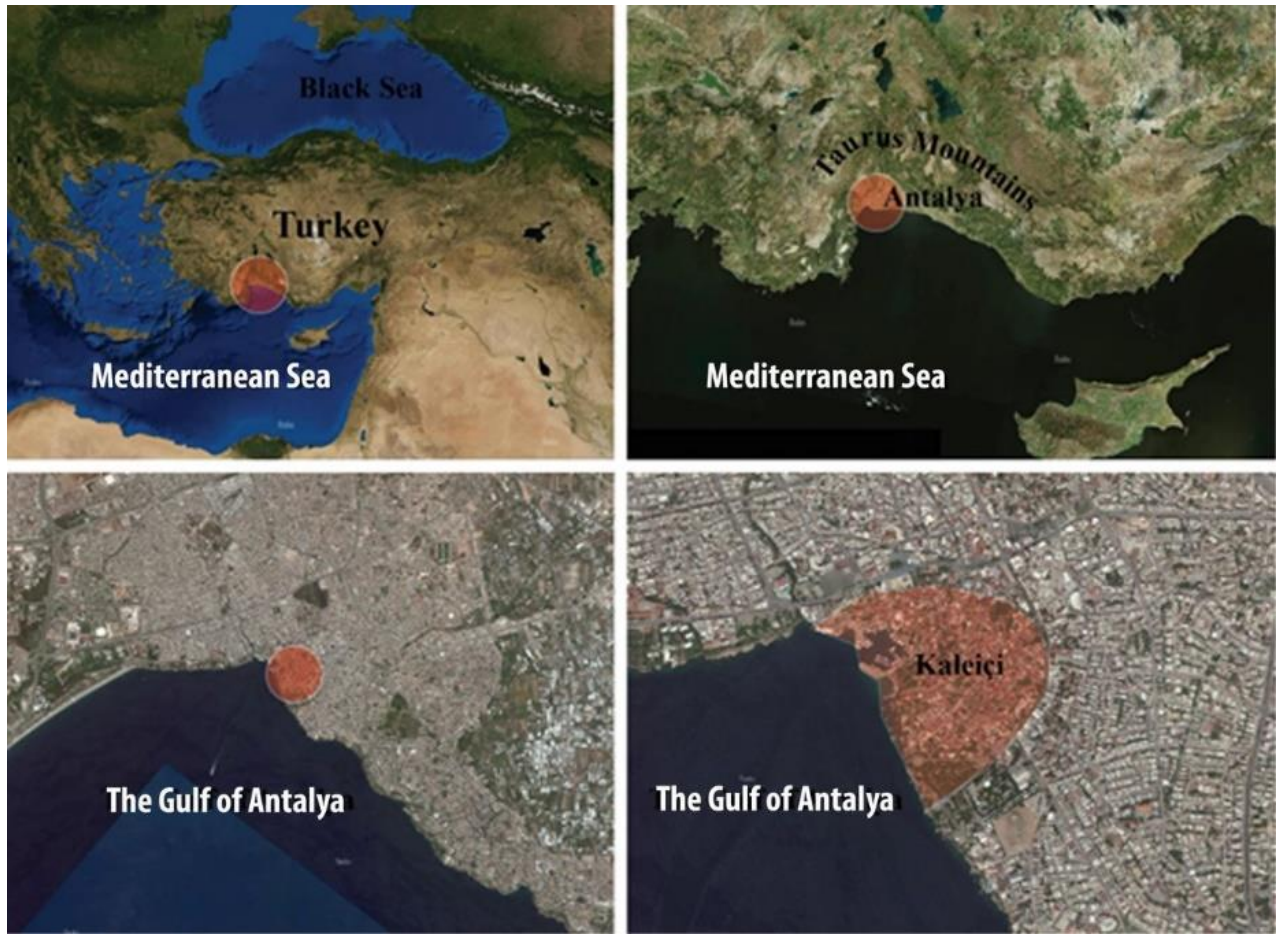 Black Sea
Turkey
Mediterranean Sea
Taurus Mountains
Antalya
Mediterranean Sea
The Gulf of Antalya
Kaleiçi
The Gulf of Antalya